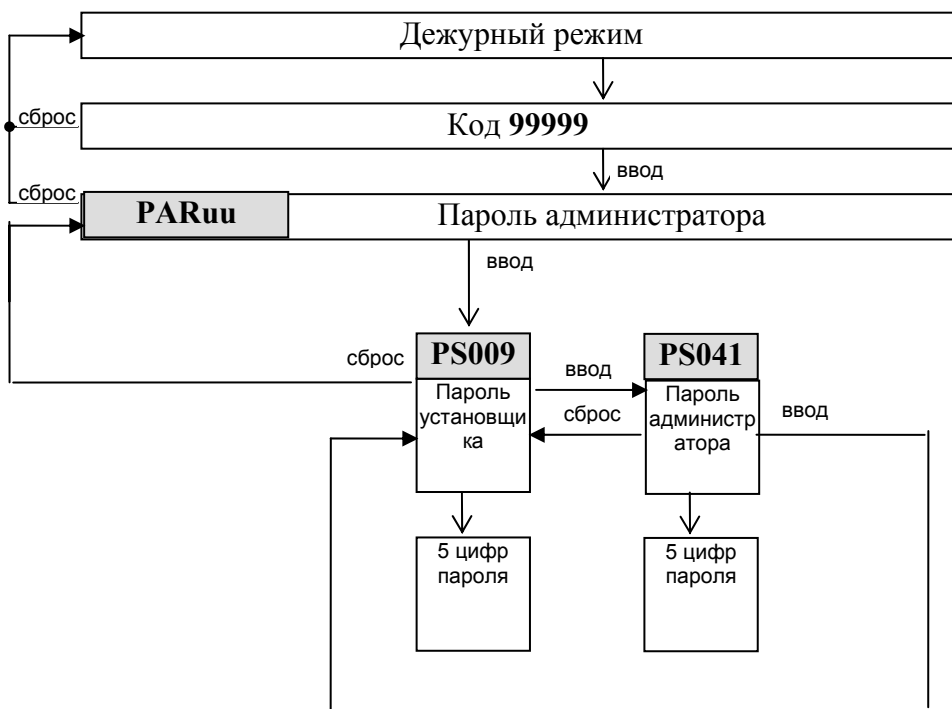 Дежурный режим
сброс
Код 99999
ввод
сброс
PARuu
Пароль администратора
ввод
сброс
PS009
ввод
PS041
Пароль
установщи
ка
сброс
Пароль
администр
атора
ввод
5 цифр
пароля
5 цифр
пароля